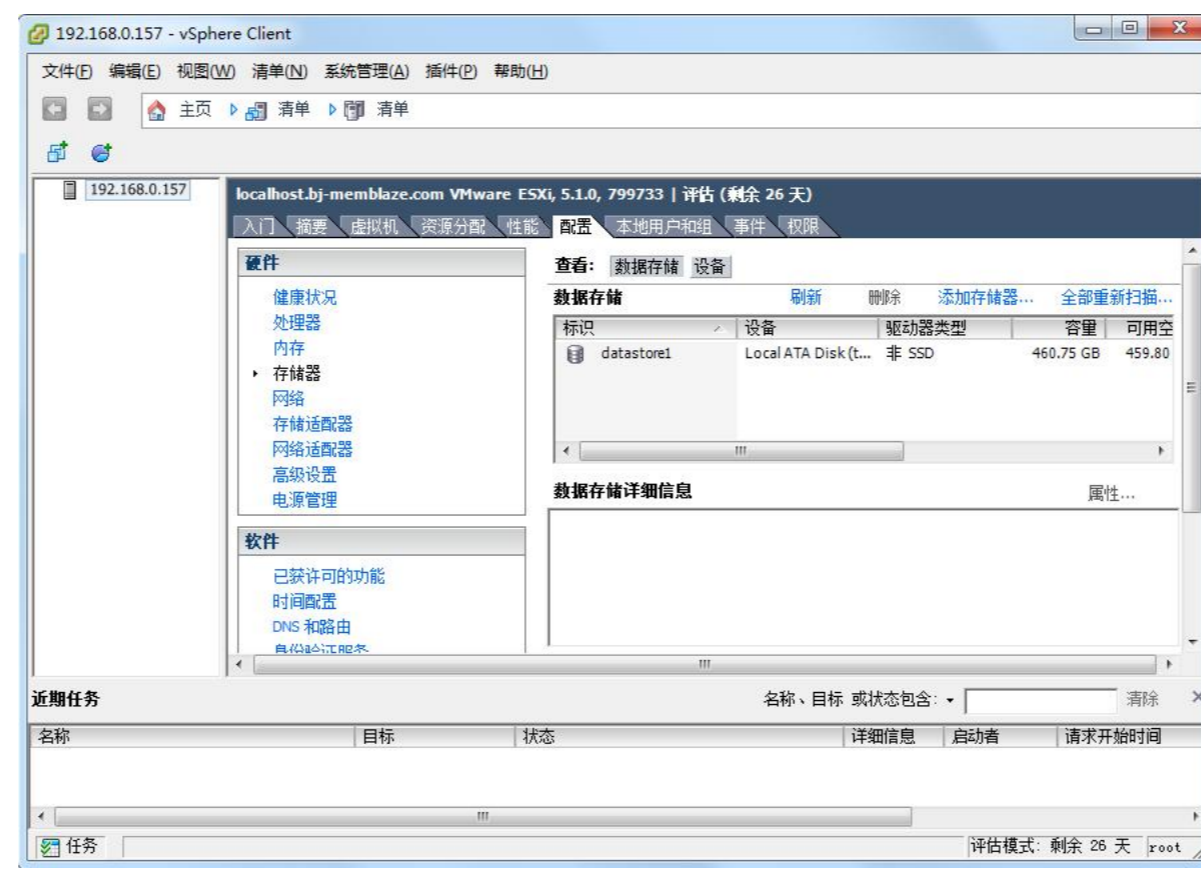 192.168.0.157 - vSphere Client
文件(F) 编辑(E) 视图(W) 清单(N) 系统管理(A) 插件(P) 帮助(H)
主页 清单 清单
192.168.0.157
localhost.bj-memblaze.com VMware ESXi, 5.1.0, 799733 | 评估 (剩余 26 天)
入门 摘要 虚拟机 资源分配 性能 配置 本地用户和组 事件 权限
硬件
健康状况
处理器
内存
存储器
网络
存储适配器
网络适配器
高级设置
电源管理
软件
已获许可的功能
时间配置
DNS 和路由
身份验证服务
查看: 数据存储 设备
数据存储 刷新 删除 添加存储器... 全部重新扫描...
标识 设备 驱动器类型 容量 可用空
datastore1 Local ATA Disk (t... 非 SSD 460.75 GB 459.80
数据存储详细信息 属性...
近期任务 名称、目标 或状态包含: 清除
名称 目标 状态 详细信息 启动者 请求开始时间
任务 评估模式: 剩余 26 天 root